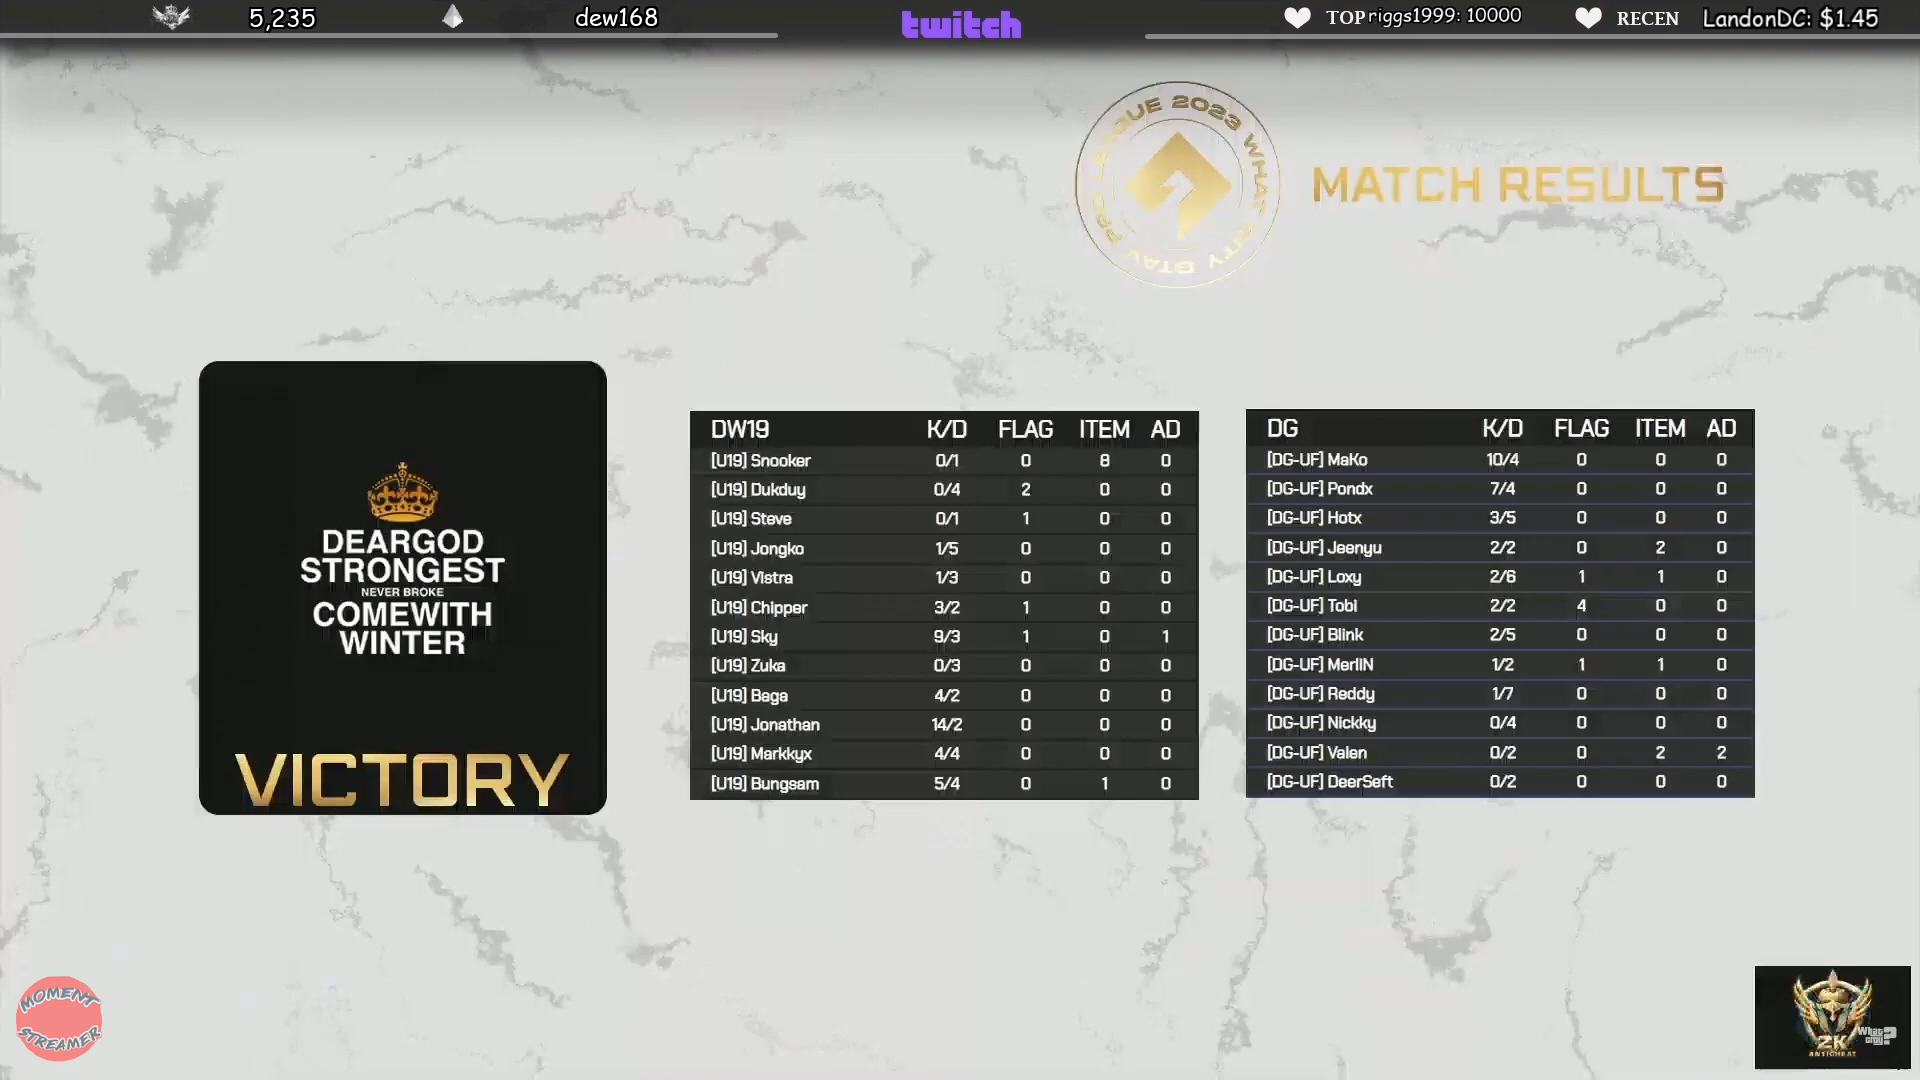 5,235
dew168
twitch
TOP riggs1999: 10000
RECEN LandonDC: $1.45
PRO LEAGUE 2023 WHAT CITY GTAV
MATCH RESULTS
DEARGOD
STRONGEST
NEVER BROKE
COMEWITH
WINTER
VICTORY
DW19 K/D FLAG ITEM AD
[U19] Snooker 0/1 0 8 0
[U19] Dukduy 0/4 2 0 0
[U19] Steve 0/1 1 0 0
[U19] Jongko 1/5 0 0 0
[U19] Vistra 1/3 0 0 0
[U19] Chipper 3/2 1 0 0
[U19] Sky 9/3 1 0 1
[U19] Zuka 0/3 0 0 0
[U19] Baga 4/2 0 0 0
[U19] Jonathan 14/2 0 0 0
[U19] Markkyx 4/4 0 0 0
[U19] Bungsam 5/4 0 1 0
DG K/D FLAG ITEM AD
[DG-UF] MaKo 10/4 0 0 0
[DG-UF] Pondx 7/4 0 0 0
[DG-UF] Hotx 3/5 0 0 0
[DG-UF] Jeenyu 2/2 0 2 0
[DG-UF] Loxy 2/6 1 1 0
[DG-UF] Tobi 2/2 4 0 0
[DG-UF] Blink 2/5 0 0 0
[DG-UF] MerliN 1/2 1 1 0
[DG-UF] Reddy 1/7 0 0 0
[DG-UF] Nickky 0/4 0 0 0
[DG-UF] Valen 0/2 0 2 2
[DG-UF] DeerSeft 0/2 0 0 0
MOMENT
STREAMER
2K
ANTICHEAT
What
City?